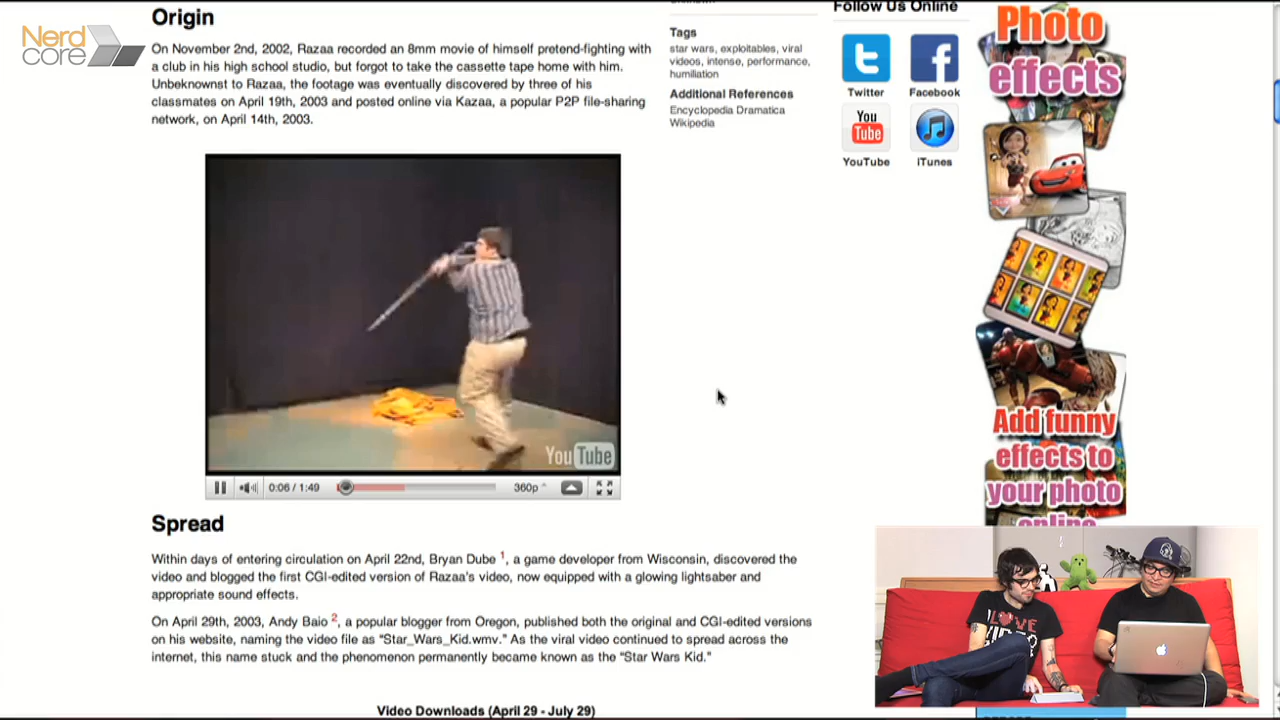 Nerd
core
Origin
On November 2nd, 2002, Razaa recorded an 8mm movie of himself pretend-fighting with
a club in his high school studio, but forgot to take the cassette tape home with him.
Unbeknownst to Razaa, the footage was eventually discovered by three of his
classmates on April 19th, 2003 and posted online via Kazaa, a popular P2P file-sharing
network, on April 14th, 2003.
YouTube
0:06 / 1:49
360p
Spread
Within days of entering circulation on April 22nd, Bryan Dube 1, a game developer from Wisconsin, discovered the
video and blogged the first CGI-edited version of Razaa's video, now equipped with a glowing lightsaber and
appropriate sound effects.
On April 29th, 2003, Andy Baio 2, a popular blogger from Oregon, published both the original and CGI-edited versions
on his website, naming the video file as "Star_Wars_Kid.wmv." As the viral video continued to spread across the
internet, this name stuck and the phenomenon permanently became known as the "Star Wars Kid."
Video Downloads (April 29 - July 29)
Tags
star wars, exploitables, viral
videos, intense, performance,
humiliation
Additional References
Encyclopedia Dramatica
Wikipedia
Follow Us Online
Twitter
Facebook
You
Tube
YouTube
iTunes
Photo
effects
Add funny
effects to
your photo
online
I LOVE
VIDEO